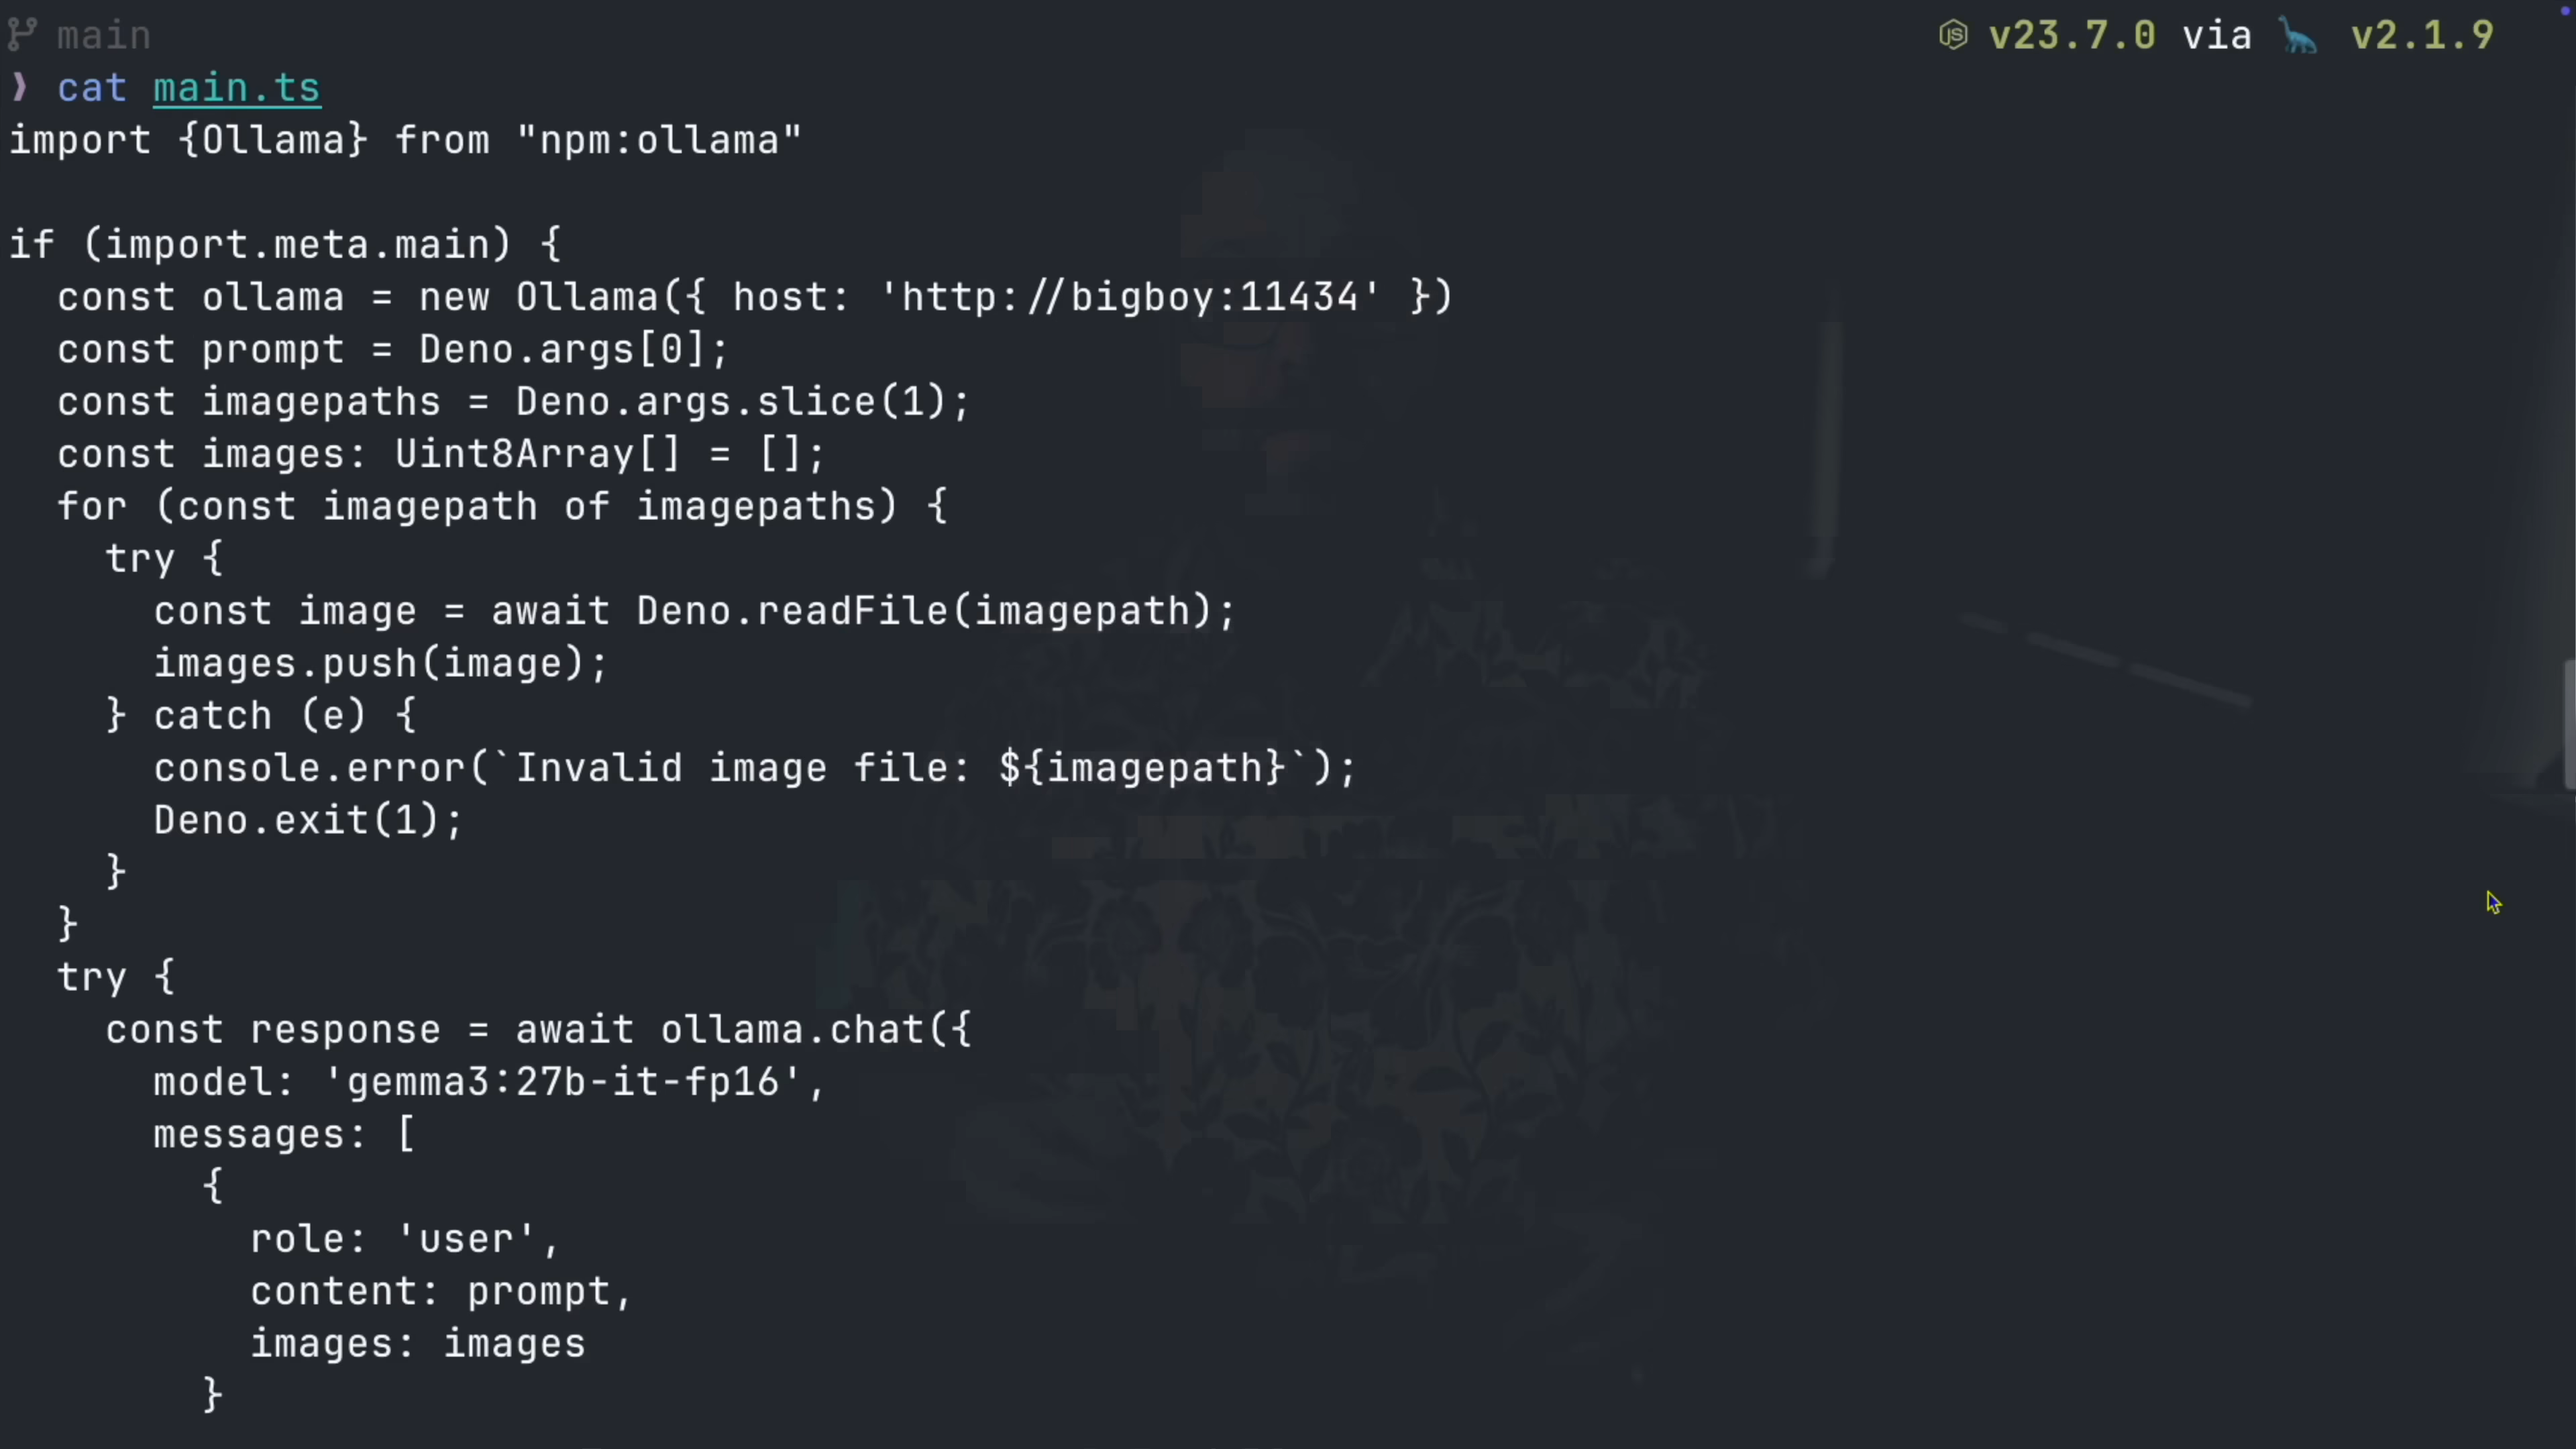 main v23.7.0 via v2.1.9
❯ cat main.ts
import {Ollama} from "npm:ollama"

if (import.meta.main) {
  const ollama = new Ollama({ host: 'http://bigboy:11434' })
  const prompt = Deno.args[0];
  const imagepaths = Deno.args.slice(1);
  const images: Uint8Array[] = [];
  for (const imagepath of imagepaths) {
    try {
      const image = await Deno.readFile(imagepath);
      images.push(image);
    } catch (e) {
      console.error(`Invalid image file: ${imagepath}`);
      Deno.exit(1);
    }
  }
  try {
    const response = await ollama.chat({
      model: 'gemma3:27b-it-fp16',
      messages: [
        {
          role: 'user',
          content: prompt,
          images: images
        }